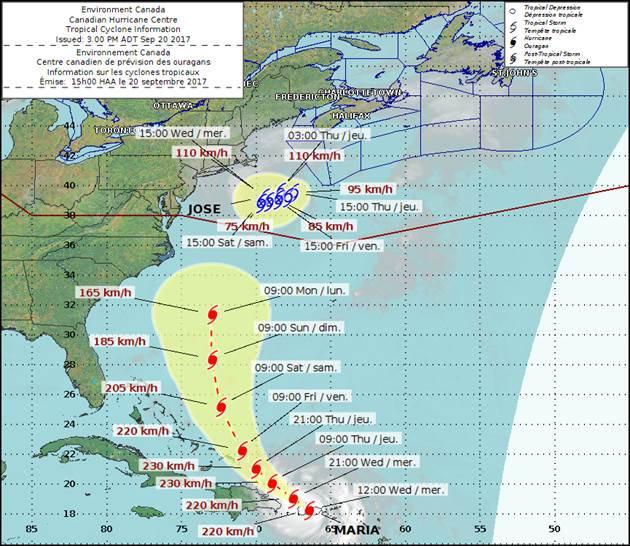 Environment Canada
Canadian Hurricane Centre
Tropical Cyclone Information
Issued: 3.00 PM ADT Sep 20 2017
Environnement Canada
Centre canadien de prévision des ouragans
Information sur les cyclones tropicaux
Émise: 15h00 HAA le 20 septembre 2017
Tropical Depression
Dépression tropicale
Tropical Storm
Tempête tropicale
Hurricane
Ouragan
Post-Tropical Storm
Tempête post-tropicale
ST.JOHN'S
CHARLOTTETOWN
FREDERICTON
HALIFAX
OTTAWA
TORONTO
44
42
40
38
34
32
28
26
24
22
20
18
15:00 Wed / mer.
03:00 Thu / jeu.
110 km/h
110 km/h
95 km/h
JOSE
15:00 Thu / jeu.
75 km/h
85 km/h
15:00 Sat / sam.
15:00 Fri / ven.
165 km/h
09:00 Mon / lun.
185 km/h
09:00 Sun / dim.
205 km/h
09:00 Sat / sam.
09:00 Fri / ven.
220 km/h
21:00 Thu / jeu.
09:00 Thu / jeu.
230 km/h
21:00 Wed / mer.
230 km/h
12:00 Wed / mer.
220 km/h
220 km/h
MARIA
85
80
75
70
65
60
55
50